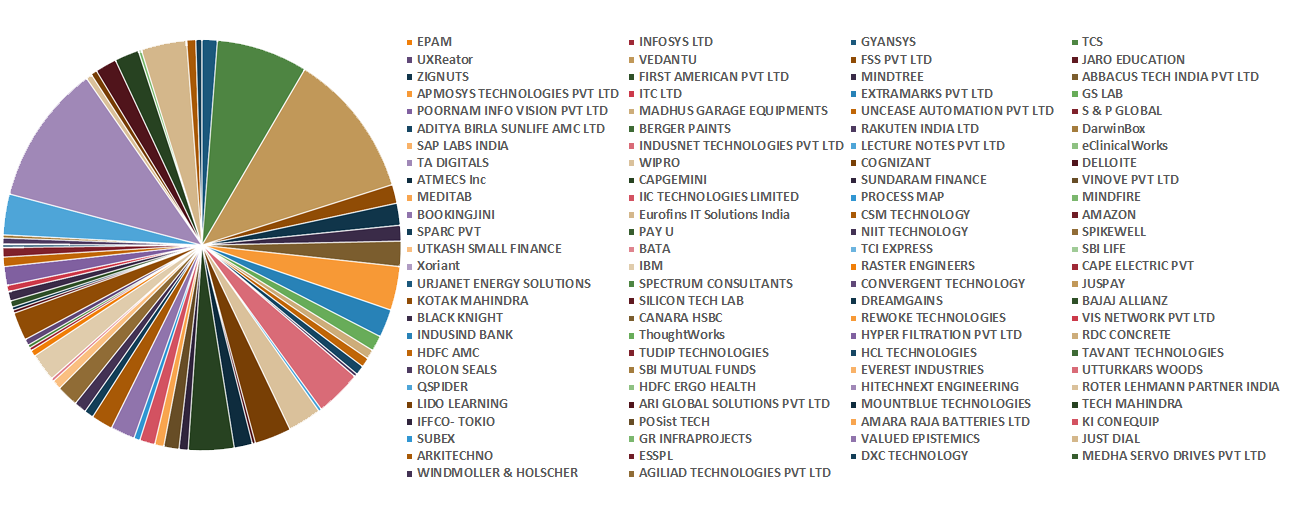 EPAM INFOSYS LTD GYANSYS TCS
UXReator VEDANTU FSS PVT LTD JARO EDUCATION
ZIGNUTS FIRST AMERICAN PVT LTD MINDTREE ABBACUS TECH INDIA PVT LTD
APMOSYS TECHNOLOGIES PVT LTD ITC LTD EXTRAMARKS PVT LTD GS LAB
POORNAM INFO VISION PVT LTD MADHUS GARAGE EQUIPMENTS UNCEASE AUTOMATION PVT LTD S & P GLOBAL
ADITYA BIRLA SUNLIFE AMC LTD BERGER PAINTS RAKUTEN INDIA LTD DarwinBox
SAP LABS INDIA INDUSNET TECHNOLOGIES PVT LTD LECTURE NOTES PVT LTD eClinicalWorks
TA DIGITALS WIPRO COGNIZANT DELLOITE
ATMECS Inc CAPGEMINI SUNDARAM FINANCE VINOVE PVT LTD
MEDITAB IIC TECHNOLOGIES LIMITED PROCESS MAP MINDFIRE
BOOKINGJINI Eurofins IT Solutions India CSM TECHNOLOGY AMAZON
SPARC PVT PAY U NIIT TECHNOLOGY SPIKEWELL
UTKASH SMALL FINANCE BATA TCI EXPRESS SBI LIFE
Xoriant IBM RASTER ENGINEERS CAPE ELECTRIC PVT
URJANET ENERGY SOLUTIONS SPECTRUM CONSULTANTS CONVERGENT TECHNOLOGY JUSPAY
KOTAK MAHINDRA SILICON TECH LAB DREAMGAINS BAJAJ ALLIANZ
BLACK KNIGHT CANARA HSBC REWOKE TECHNOLOGIES VIS NETWORK PVT LTD
INDUSIND BANK ThoughtWorks HYPER FILTRATION PVT LTD RDC CONCRETE
HDFC AMC TUDIP TECHNOLOGIES HCL TECHNOLOGIES TAVANT TECHNOLOGIES
ROLON SEALS SBI MUTUAL FUNDS EVEREST INDUSTRIES UTTURKARS WOODS
QSPIDER HDFC ERGO HEALTH HITECHNEXT ENGINEERING ROTER LEHMANN PARTNER INDIA
LIDO LEARNING ARI GLOBAL SOLUTIONS PVT LTD MOUNTBLUE TECHNOLOGIES TECH MAHINDRA
IFFCO- TOKIO POSist TECH AMARA RAJA BATTERIES LTD KI CONEQUIP
SUBEX GR INFRAPROJECTS VALUED EPISTEMICS JUST DIAL
ARKITECHNO ESSPL DXC TECHNOLOGY MEDHA SERVO DRIVES PVT LTD
WINDMOLLER & HOLSCHER AGILIAD TECHNOLOGIES PVT LTD